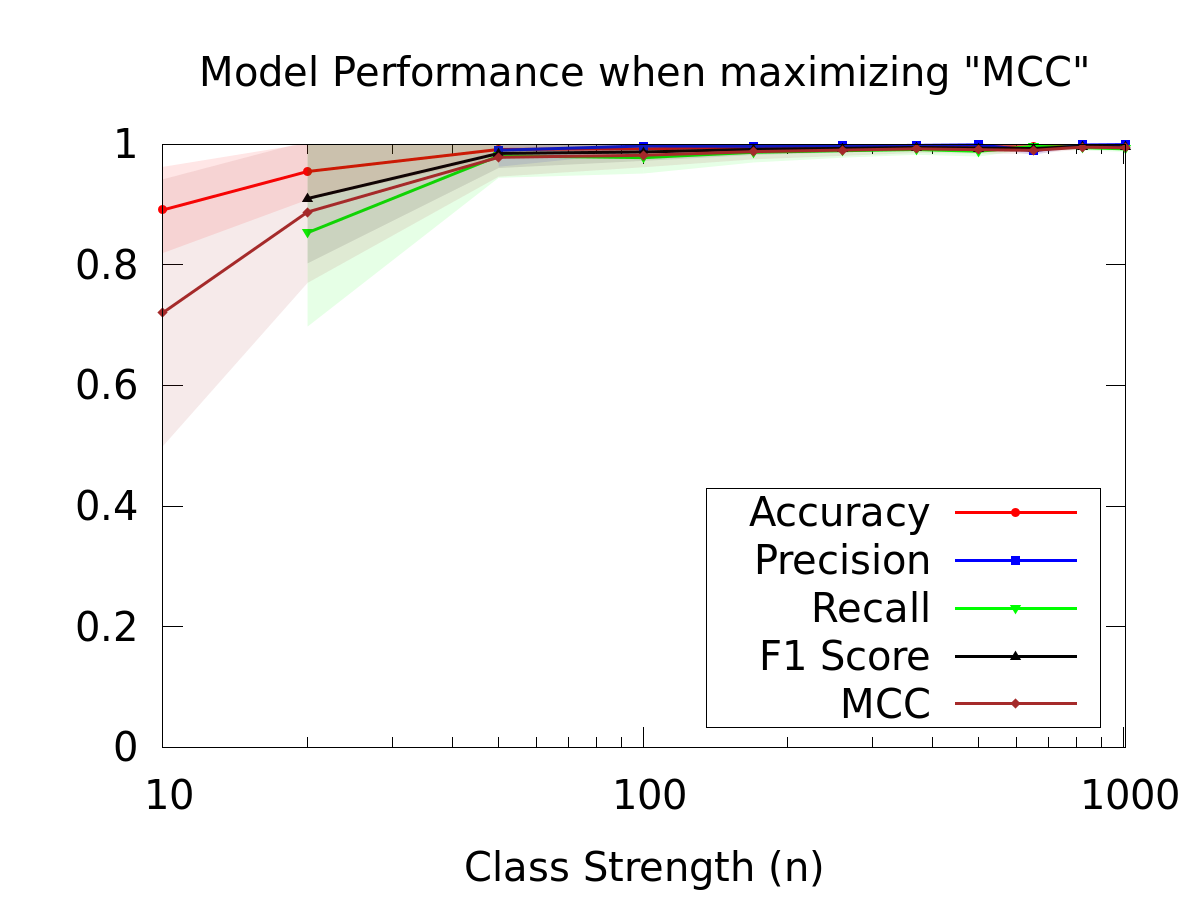 Model Performance when maximizing "MCC"
1
0.8
0.6
0.4
0.2
0
Accuracy
Precision
Recall
F1 Score
MCC
10 100 1000
Class Strength (n)